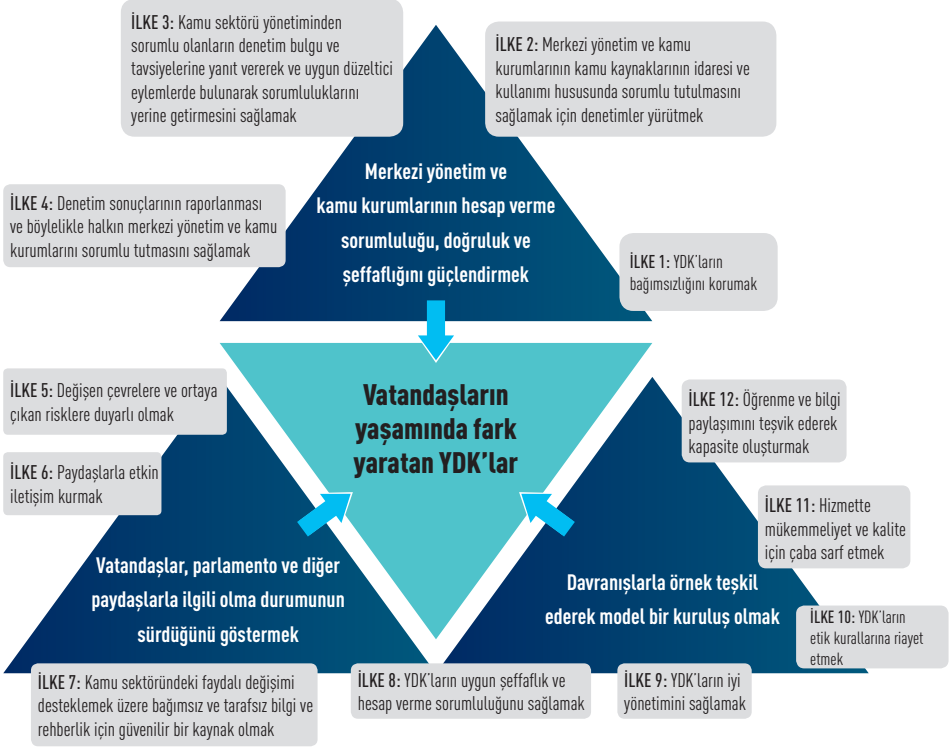 İLKE 3: Kamu sektörü yönetiminden
sorumlu olanların denetim bulgu ve
tavsiyelerine yanıt vererek ve uygun düzeltici
eylemlerde bulunarak sorumluluklarını
yerine getirmesini sağlamak
İLKE 2: Merkezi yönetim ve kamu
kurumlarının kamu kaynaklarının idaresi ve
kullanımı hususunda sorumlu tutulmasını
sağlamak için denetimler yürütmek
Merkezi yönetim ve
kamu kurumlarının hesap verme
sorumluluğu, doğruluk ve
şeffaflığını güçlendirmek
İLKE 4: Denetim sonuçlarının raporlanması
ve böylelikle halkın merkezi yönetim ve kamu
kurumlarını sorumlu tutmasını sağlamak
İLKE 1: YDK’ların
bağımsızlığını korumak
İLKE 5: Değişen çevrelere ve ortaya
çıkan risklere duyarlı olmak
İLKE 6: Paydaşlarla etkin
iletişim kurmak
Vatandaşların
yaşamında fark
yaratan YDK’lar
İLKE 12: Öğrenme ve bilgi
paylaşımını teşvik ederek
kapasite oluşturmak
İLKE 11: Hizmette
mükemmeliyet ve kalite
için çaba sarf etmek
Vatandaşlar, parlamento ve diğer
paydaşlarla ilgili olma durumunun
sürdüğünü göstermek
Davranışlarla örnek teşkil
ederek model bir kuruluş olmak
İLKE 10: YDK’ların
etik kurallarına riayet
etmek
İLKE 7: Kamu sektöründeki faydalı değişimi
desteklemek üzere bağımsız ve tarafsız bilgi ve
rehberlik için güvenilir bir kaynak olmak
İLKE 8: YDK’ların uygun şeffaflık ve
hesap verme sorumluluğunu sağlamak
İLKE 9: YDK’ların iyi
yönetimini sağlamak